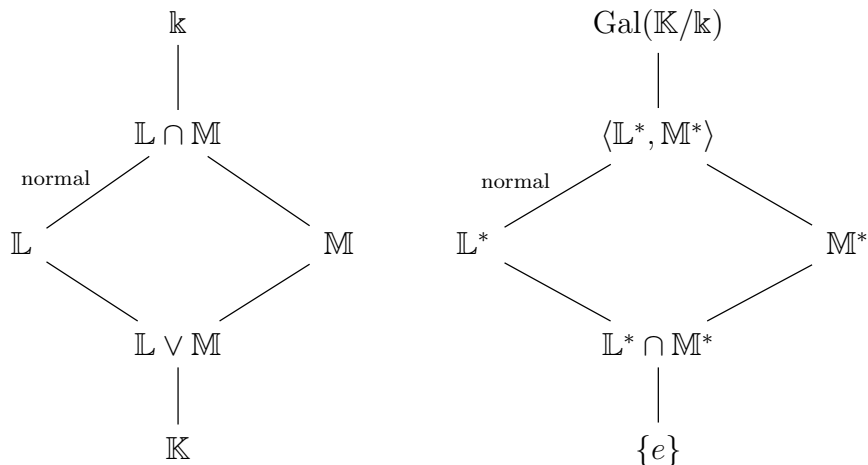 𝕜 Gal(𝕂/𝕜)
𝕃 ∩ 𝕄 ⟨𝕃*, 𝕄*⟩
normal normal
𝕃 𝕄 𝕃* 𝕄*
𝕃 ∨ 𝕄 𝕃* ∩ 𝕄*
𝕂 {e}